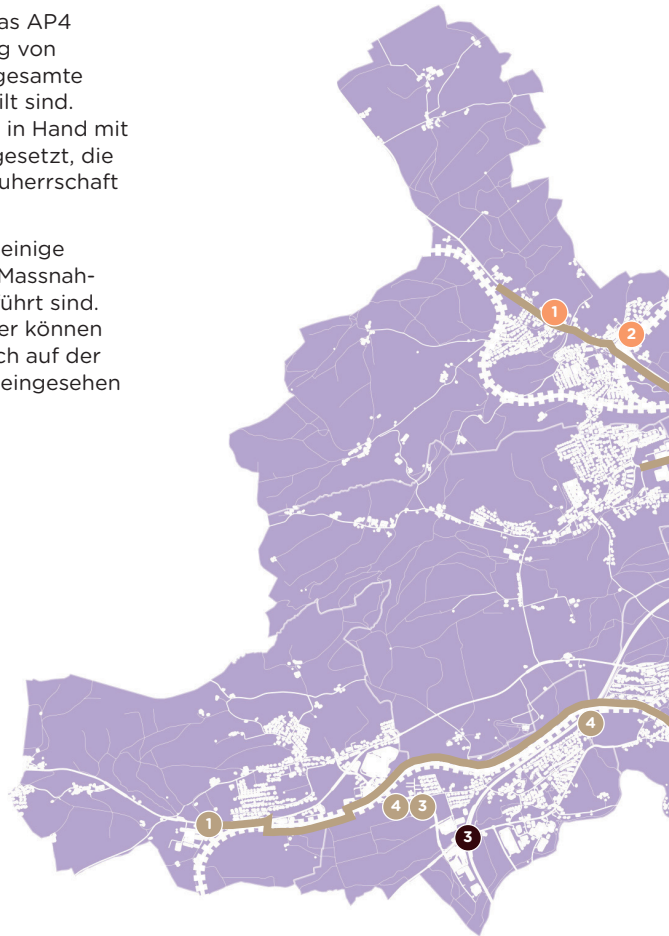 as AP4
g von
gesamte
ilt sind.
in Hand mit
gesetzt, die
uherrschaft
einige
Massnah-
ührt sind.
er können
ch auf der
eingesehen
1
2
4
1
4 3
3